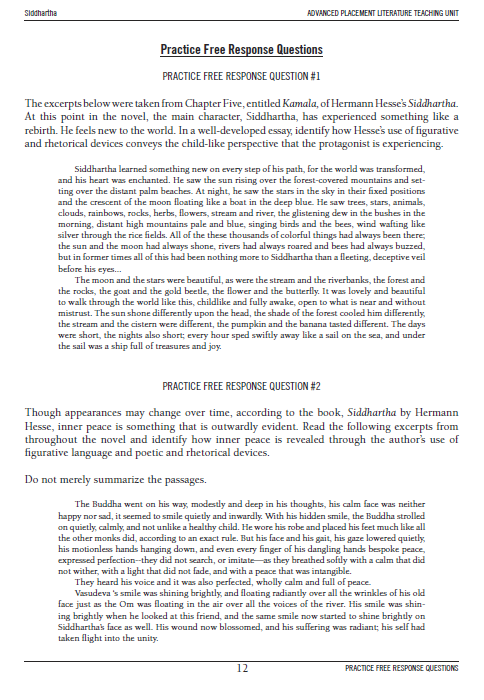 Siddhartha
ADVANCED PLACEMENT LITERATURE TEACHING UNIT
Practice Free Response Questions
PRACTICE FREE RESPONSE QUESTION #1
The excerpts below were taken from Chapter Five, entitled Kamala, of Hermann Hesse's Siddhartha.
At this point in the novel, the main character, Siddhartha, has experienced something like a
rebirth. He feels new to the world. In a well-developed essay, identify how Hesse's use of figurative
and rhetorical devices conveys the child-like perspective that the protagonist is experiencing.
Siddhartha learned something new on every step of his path, for the world was transformed,
and his heart was enchanted. He saw the sun rising over the forest-covered mountains and set-
ting over the distant palm beaches. At night, he saw the stars in the sky in their fixed positions
and the crescent of the moon floating like a boat in the deep blue. He saw trees, stars, animals,
clouds, rainbows, rocks, herbs, flowers, stream and river, the glistening dew in the bushes in the
morning, distant high mountains pale and blue, singing birds and the bees, wind wafting like
silver through the rice fields. All of the these thousands of colorful things had always been there;
the sun and the moon had always shone, rivers had always roared and bees had always buzzed,
but in former times all of this had been nothing more to Siddhartha than a fleeting, deceptive veil
before his eyes...
The moon and the stars were beautiful, as were the stream and the riverbanks, the forest and
the rocks, the goat and the gold beetle, the flower and the butterfly. It was lovely and beautiful
to walk through the world like this, childlike and fully awake, open to what is near and without
mistrust. The sun shone differently upon the head, the shade of the forest cooled him differently,
the stream and the cistern were different, the pumpkin and the banana tasted different. The days
were short, the nights also short; every hour sped swiftly away like a sail on the sea, and under
the sail was a ship full of treasures and joy.
PRACTICE FREE RESPONSE QUESTION #2
Though appearances may change over time, according to the book, Siddhartha by Hermann
Hesse, inner peace is something that is outwardly evident. Read the following excerpts from
throughout the novel and identify how inner peace is revealed through the author's use of
figurative language and poetic and rhetorical devices.
Do not merely summarize the passages.
The Buddha went on his way, modestly and deep in his thoughts, his calm face was neither
happy nor sad, it seemed to smile quietly and inwardly. With his hidden smile, the Buddha strolled
on quietly, calmly, and not unlike a healthy child. He wore his robe and placed his feet much like all
the other monks did, according to an exact rule. But his face and his gait, his gaze lowered quietly,
his motionless hands hanging down, and even every finger of his dangling hands bespoke peace,
expressed perfection--they did not search, or imitate—as they breathed softly with a calm that did
not wither, with a light that did not fade, and with a peace that was intangible.
They heard his voice and it was also perfected, wholly calm and full of peace.
Vasudeva 's smile was shining brightly, and floating radiantly over all the wrinkles of his old
face just as the Om was floating in the air over all the voices of the river. His smile was shin-
ing brightly when he looked at this friend, and the same smile now started to shine brightly on
Siddhartha's face as well. His wound now blossomed, and his suffering was radiant; his self had
taken flight into the unity.
12
PRACTICE FREE RESPONSE QUESTIONS